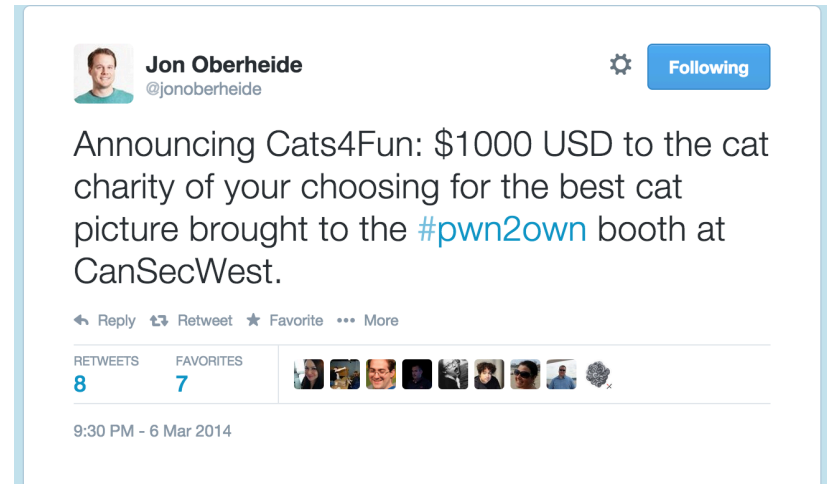 Jon Oberheide
@jonoberheide
Following
Announcing Cats4Fun: $1000 USD to the cat
charity of your choosing for the best cat
picture brought to the #pwn2own booth at
CanSecWest.
Reply Retweet Favorite ••• More
RETWEETS FAVORITES
8 7
9:30 PM - 6 Mar 2014